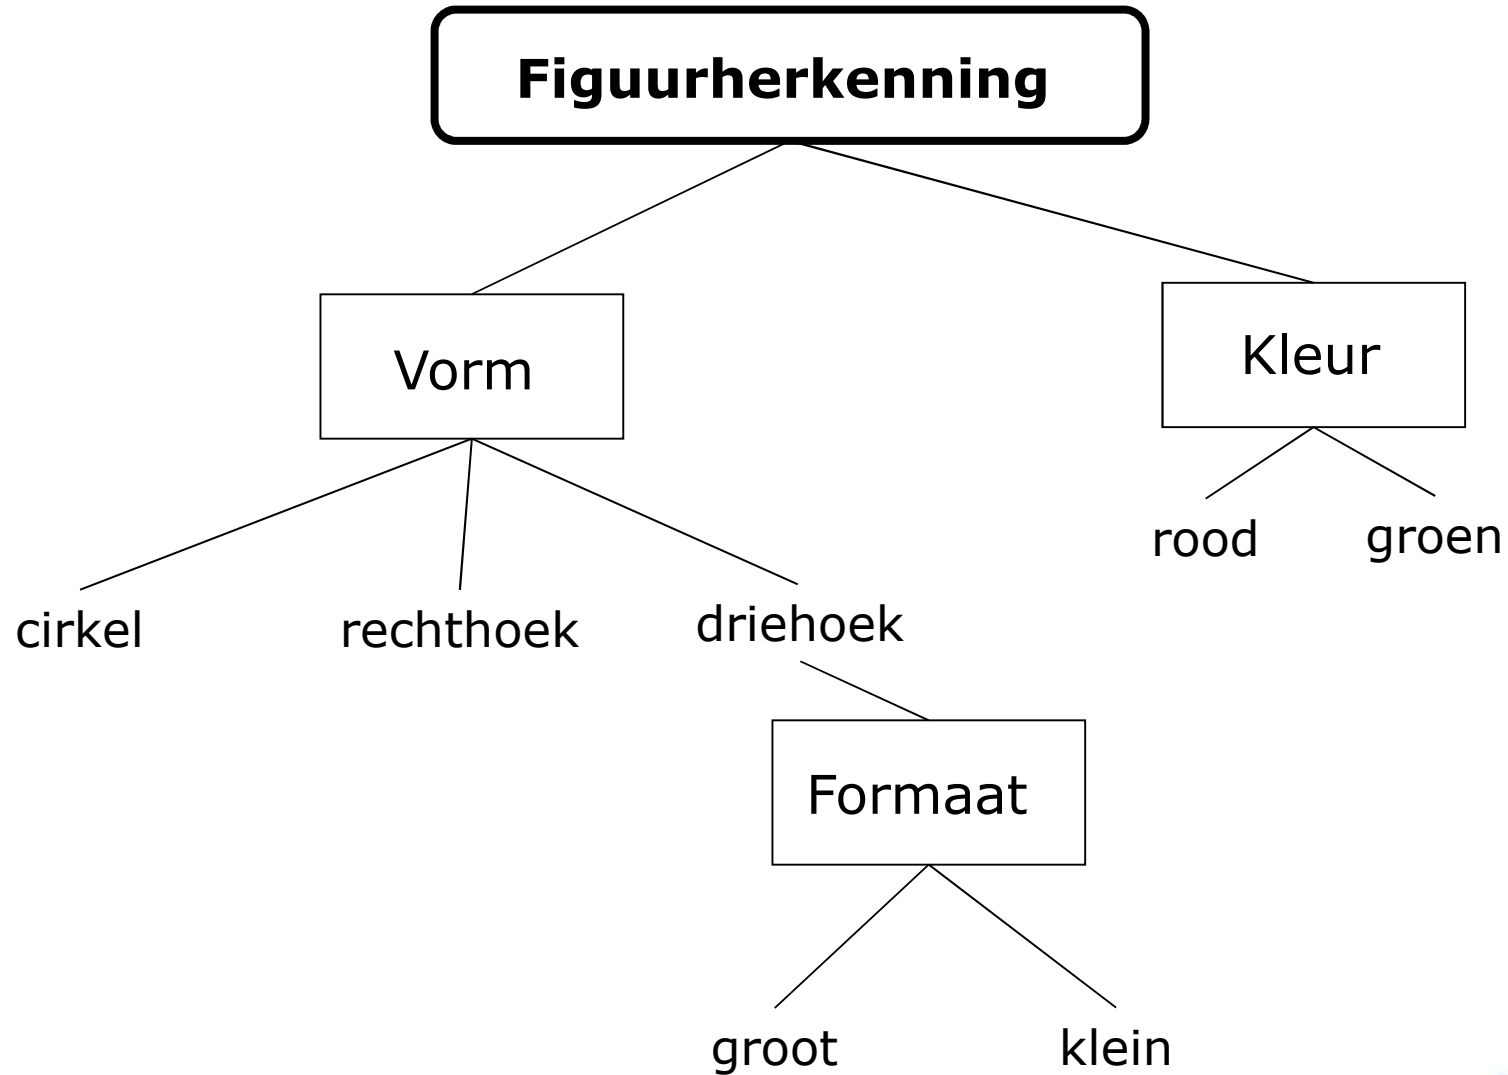 Figuurherkenning
Vorm
Kleur
rood
groen
cirkel
rechthoek
driehoek
Formaat
groot
klein